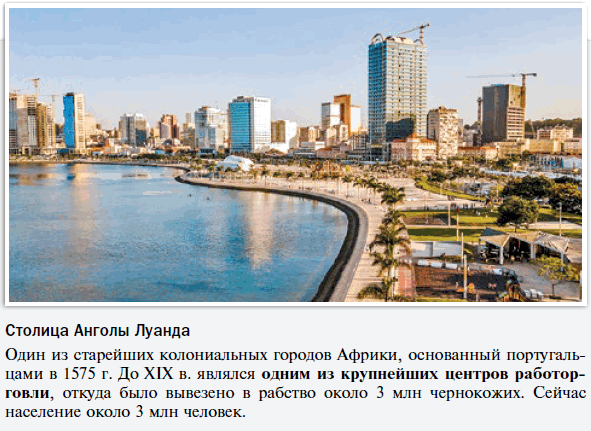 Столица Анголы Луанда
Один из старейших колониальных городов Африки, основанный португаль-
цами в 1575 г. До XIX в. являлся одним из крупнейших центров работор-
говли, откуда было вывезено в рабство около 3 млн чернокожих. Сейчас
население около 3 млн человек.